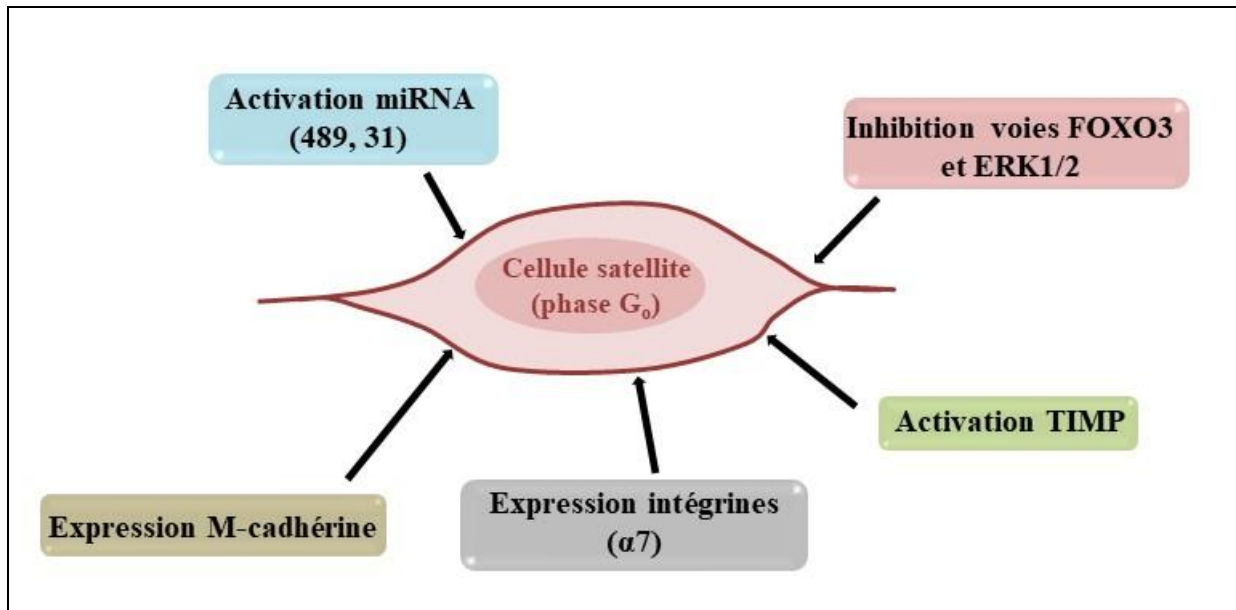 Activation miRNA
(489, 31)
Inhibition voies FOXO3
et ERK1/2
Cellule satellite
(phase G₀)
Activation TIMP
Expression M-cadhérine
Expression intégrines
(α7)